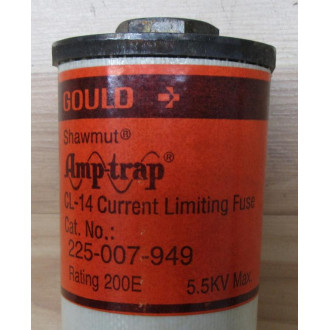 GOULD
Shawmut®
Amp-trap®
CL-14 Current Limiting Fuse
Cat. No.:
225-007-949
Rating 200E 5.5KV Max.